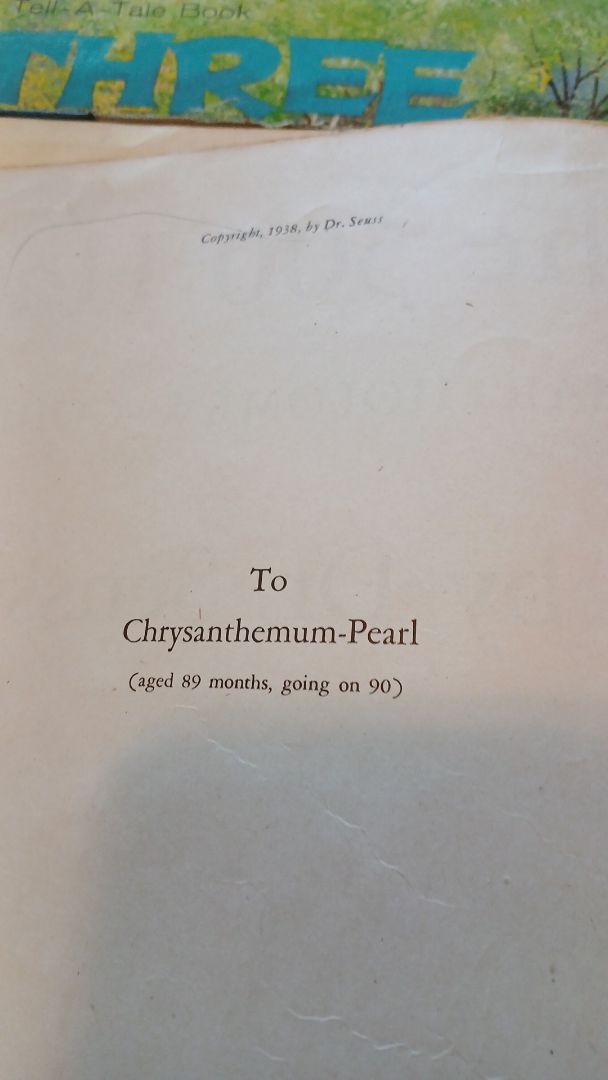 Tell-A-Tale Book
THREE
Copyright, 1938, by Dr. Seuss
To
Chrysanthemum-Pearl
(aged 89 months, going on 90)